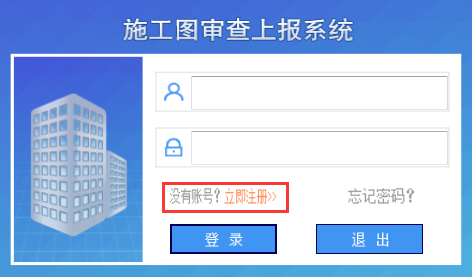 施工图审查上报系统
没有账号？立即注册>>
忘记密码？
登 录
退 出